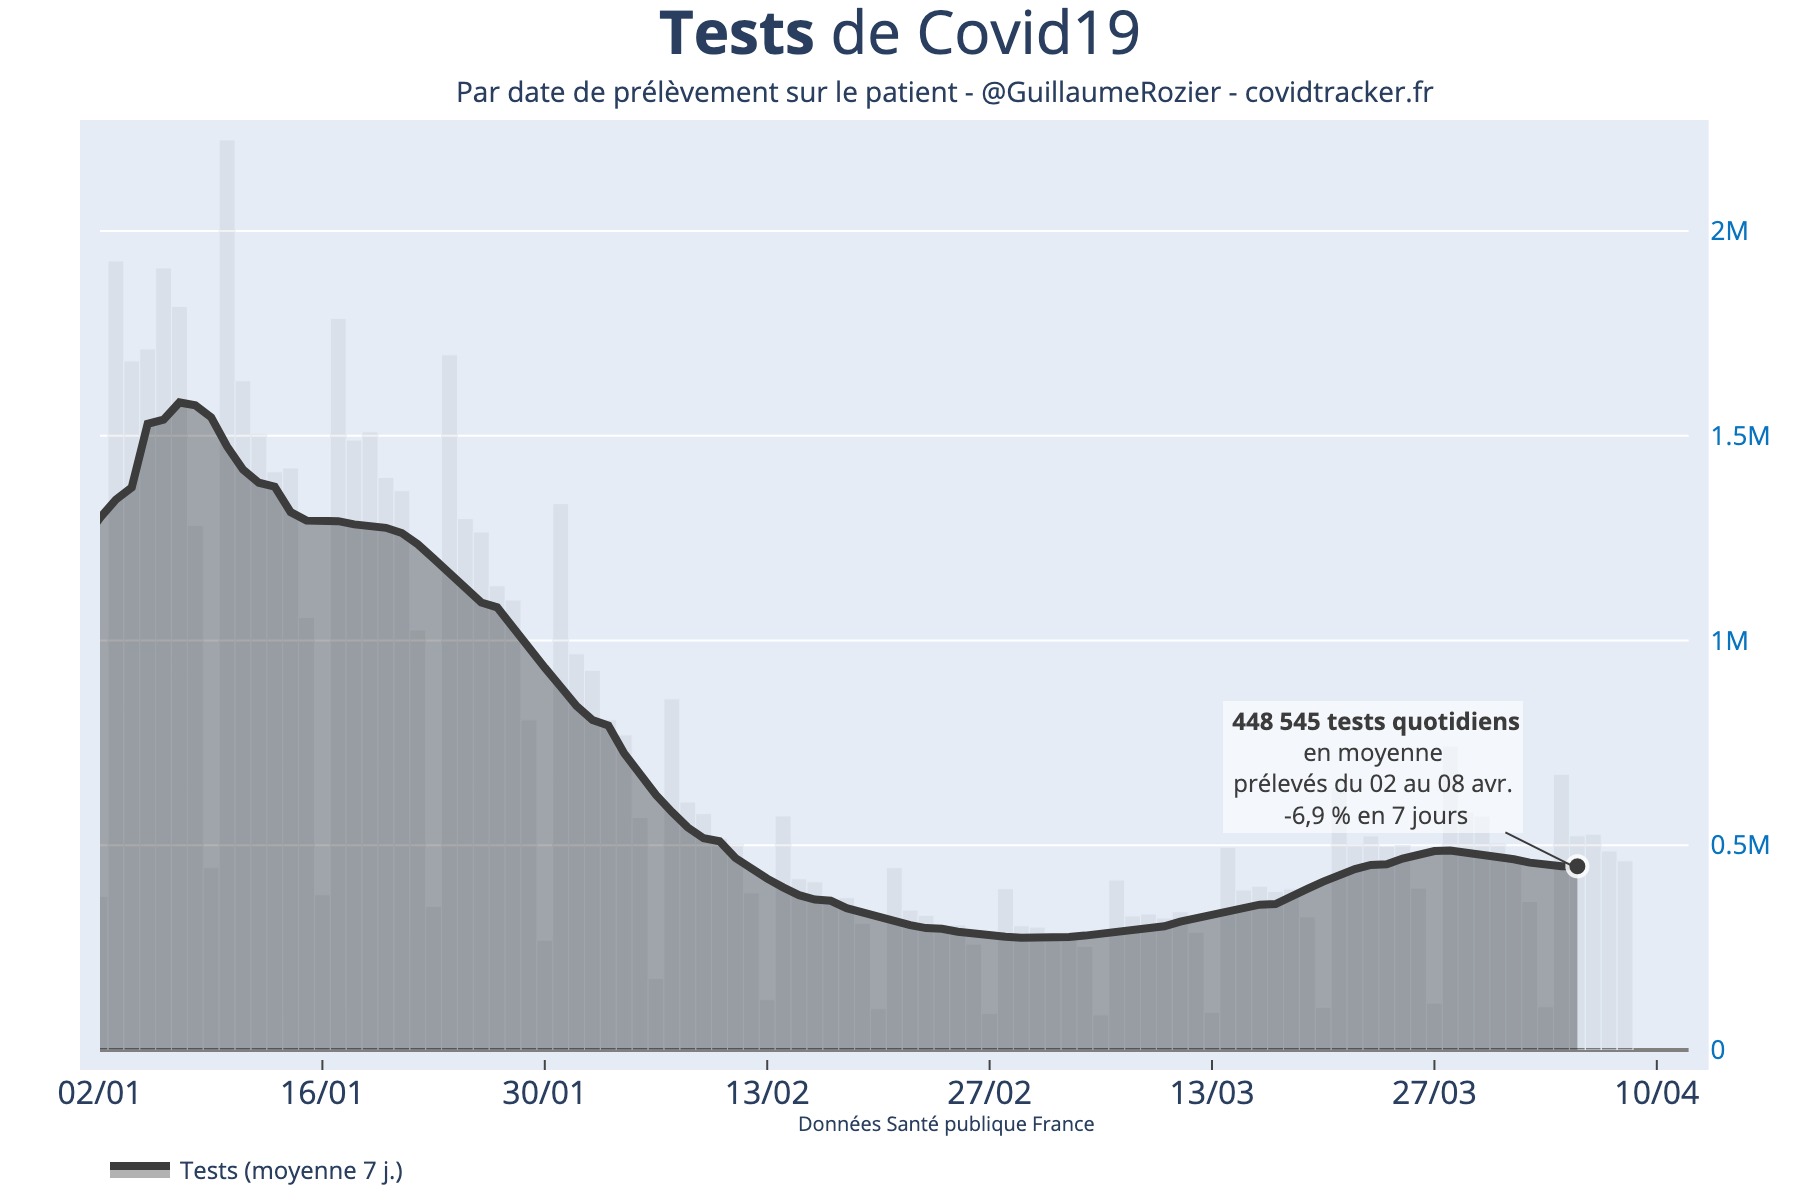 Tests de Covid19
Par date de prélèvement sur le patient - @GuillaumeRozier - covidtracker.fr
2M
1.5M
1M
448 545 tests quotidiens
en moyenne
prélevés du 02 au 08 avr.
-6,9 % en 7 jours
0.5M
0
02/01 16/01 30/01 13/02 27/02 13/03 27/03 10/04
Données Santé publique France
Tests (moyenne 7 j.)